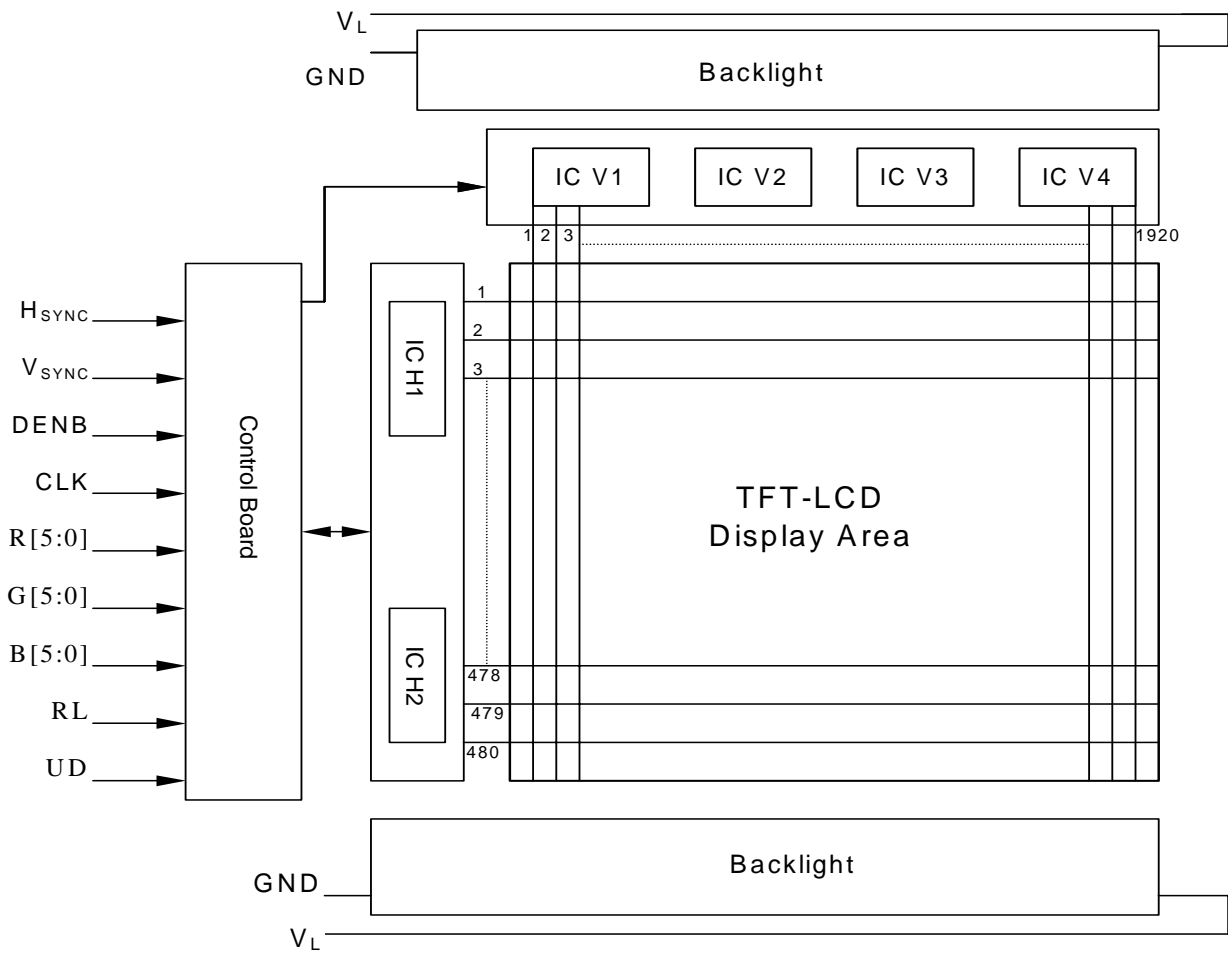 VL
GND
Backlight
IC V1
IC V2
IC V3
IC V4
1 2 3
1920
HSYNC
VSYNC
DENB
CLK
R[5:0]
G[5:0]
B[5:0]
RL
UD
Control Board
IC H1
IC H2
1
2
3
478
479
480
TFT-LCD
Display Area
Backlight
GND
VL